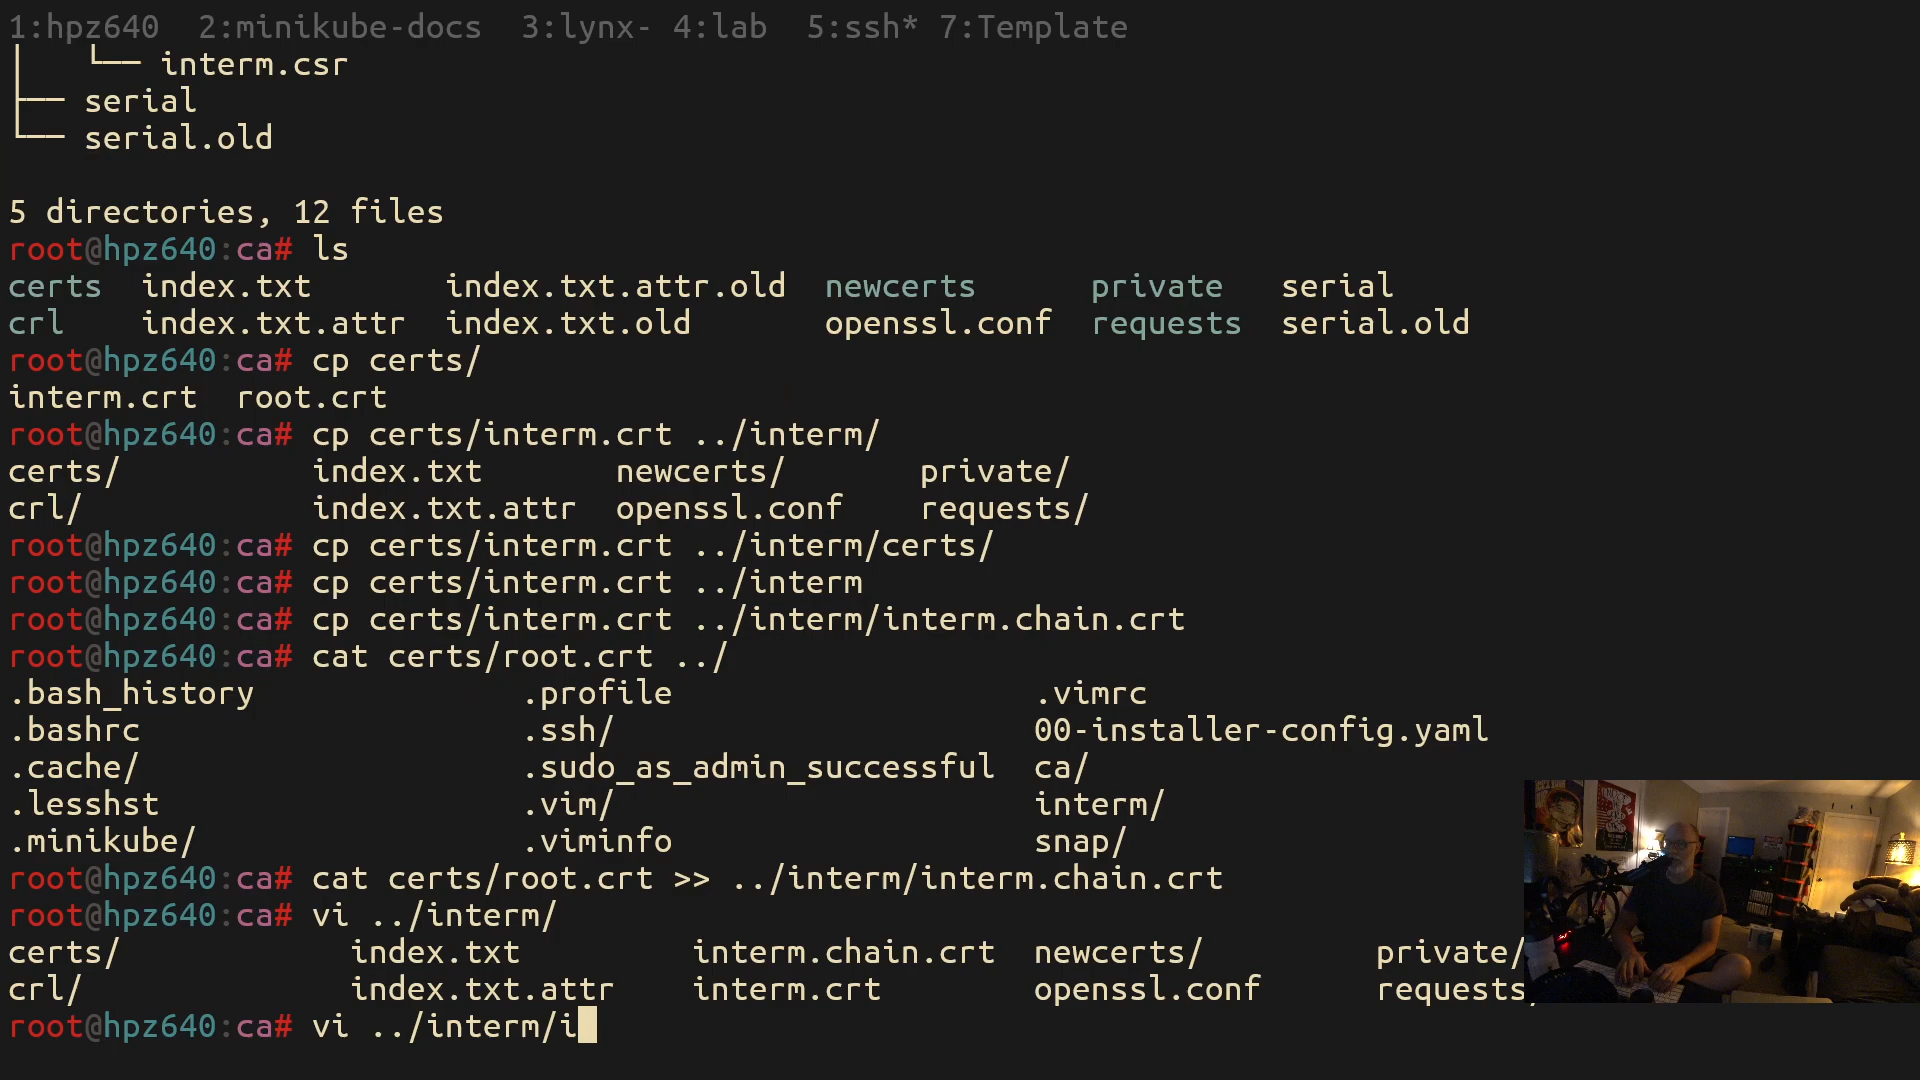 1:hpz640  2:minikube-docs  3:lynx- 4:lab  5:ssh* 7:Template
│   └── interm.csr
├── serial
└── serial.old
5 directories, 12 files
root@hpz640:ca# ls
certs  index.txt       index.txt.attr.old  newcerts      private   serial
crl    index.txt.attr  index.txt.old       openssl.conf  requests  serial.old
root@hpz640:ca# cp certs/
interm.crt  root.crt
root@hpz640:ca# cp certs/interm.crt ../interm/
certs/          index.txt       newcerts/       private/
crl/            index.txt.attr  openssl.conf    requests/
root@hpz640:ca# cp certs/interm.crt ../interm/certs/
root@hpz640:ca# cp certs/interm.crt ../interm
root@hpz640:ca# cp certs/interm.crt ../interm/interm.chain.crt
root@hpz640:ca# cat certs/root.crt ../
.bash_history              .profile                   .vimrc
.bashrc                    .ssh/                      00-installer-config.yaml
.cache/                    .sudo_as_admin_successful  ca/
.lesshst                   .vim/                      interm/
.minikube/                 .viminfo                   snap/
root@hpz640:ca# cat certs/root.crt >> ../interm/interm.chain.crt
root@hpz640:ca# vi ../interm/
certs/            index.txt         interm.chain.crt  newcerts/         private/
crl/              index.txt.attr    interm.crt        openssl.conf      requests/
root@hpz640:ca# vi ../interm/i